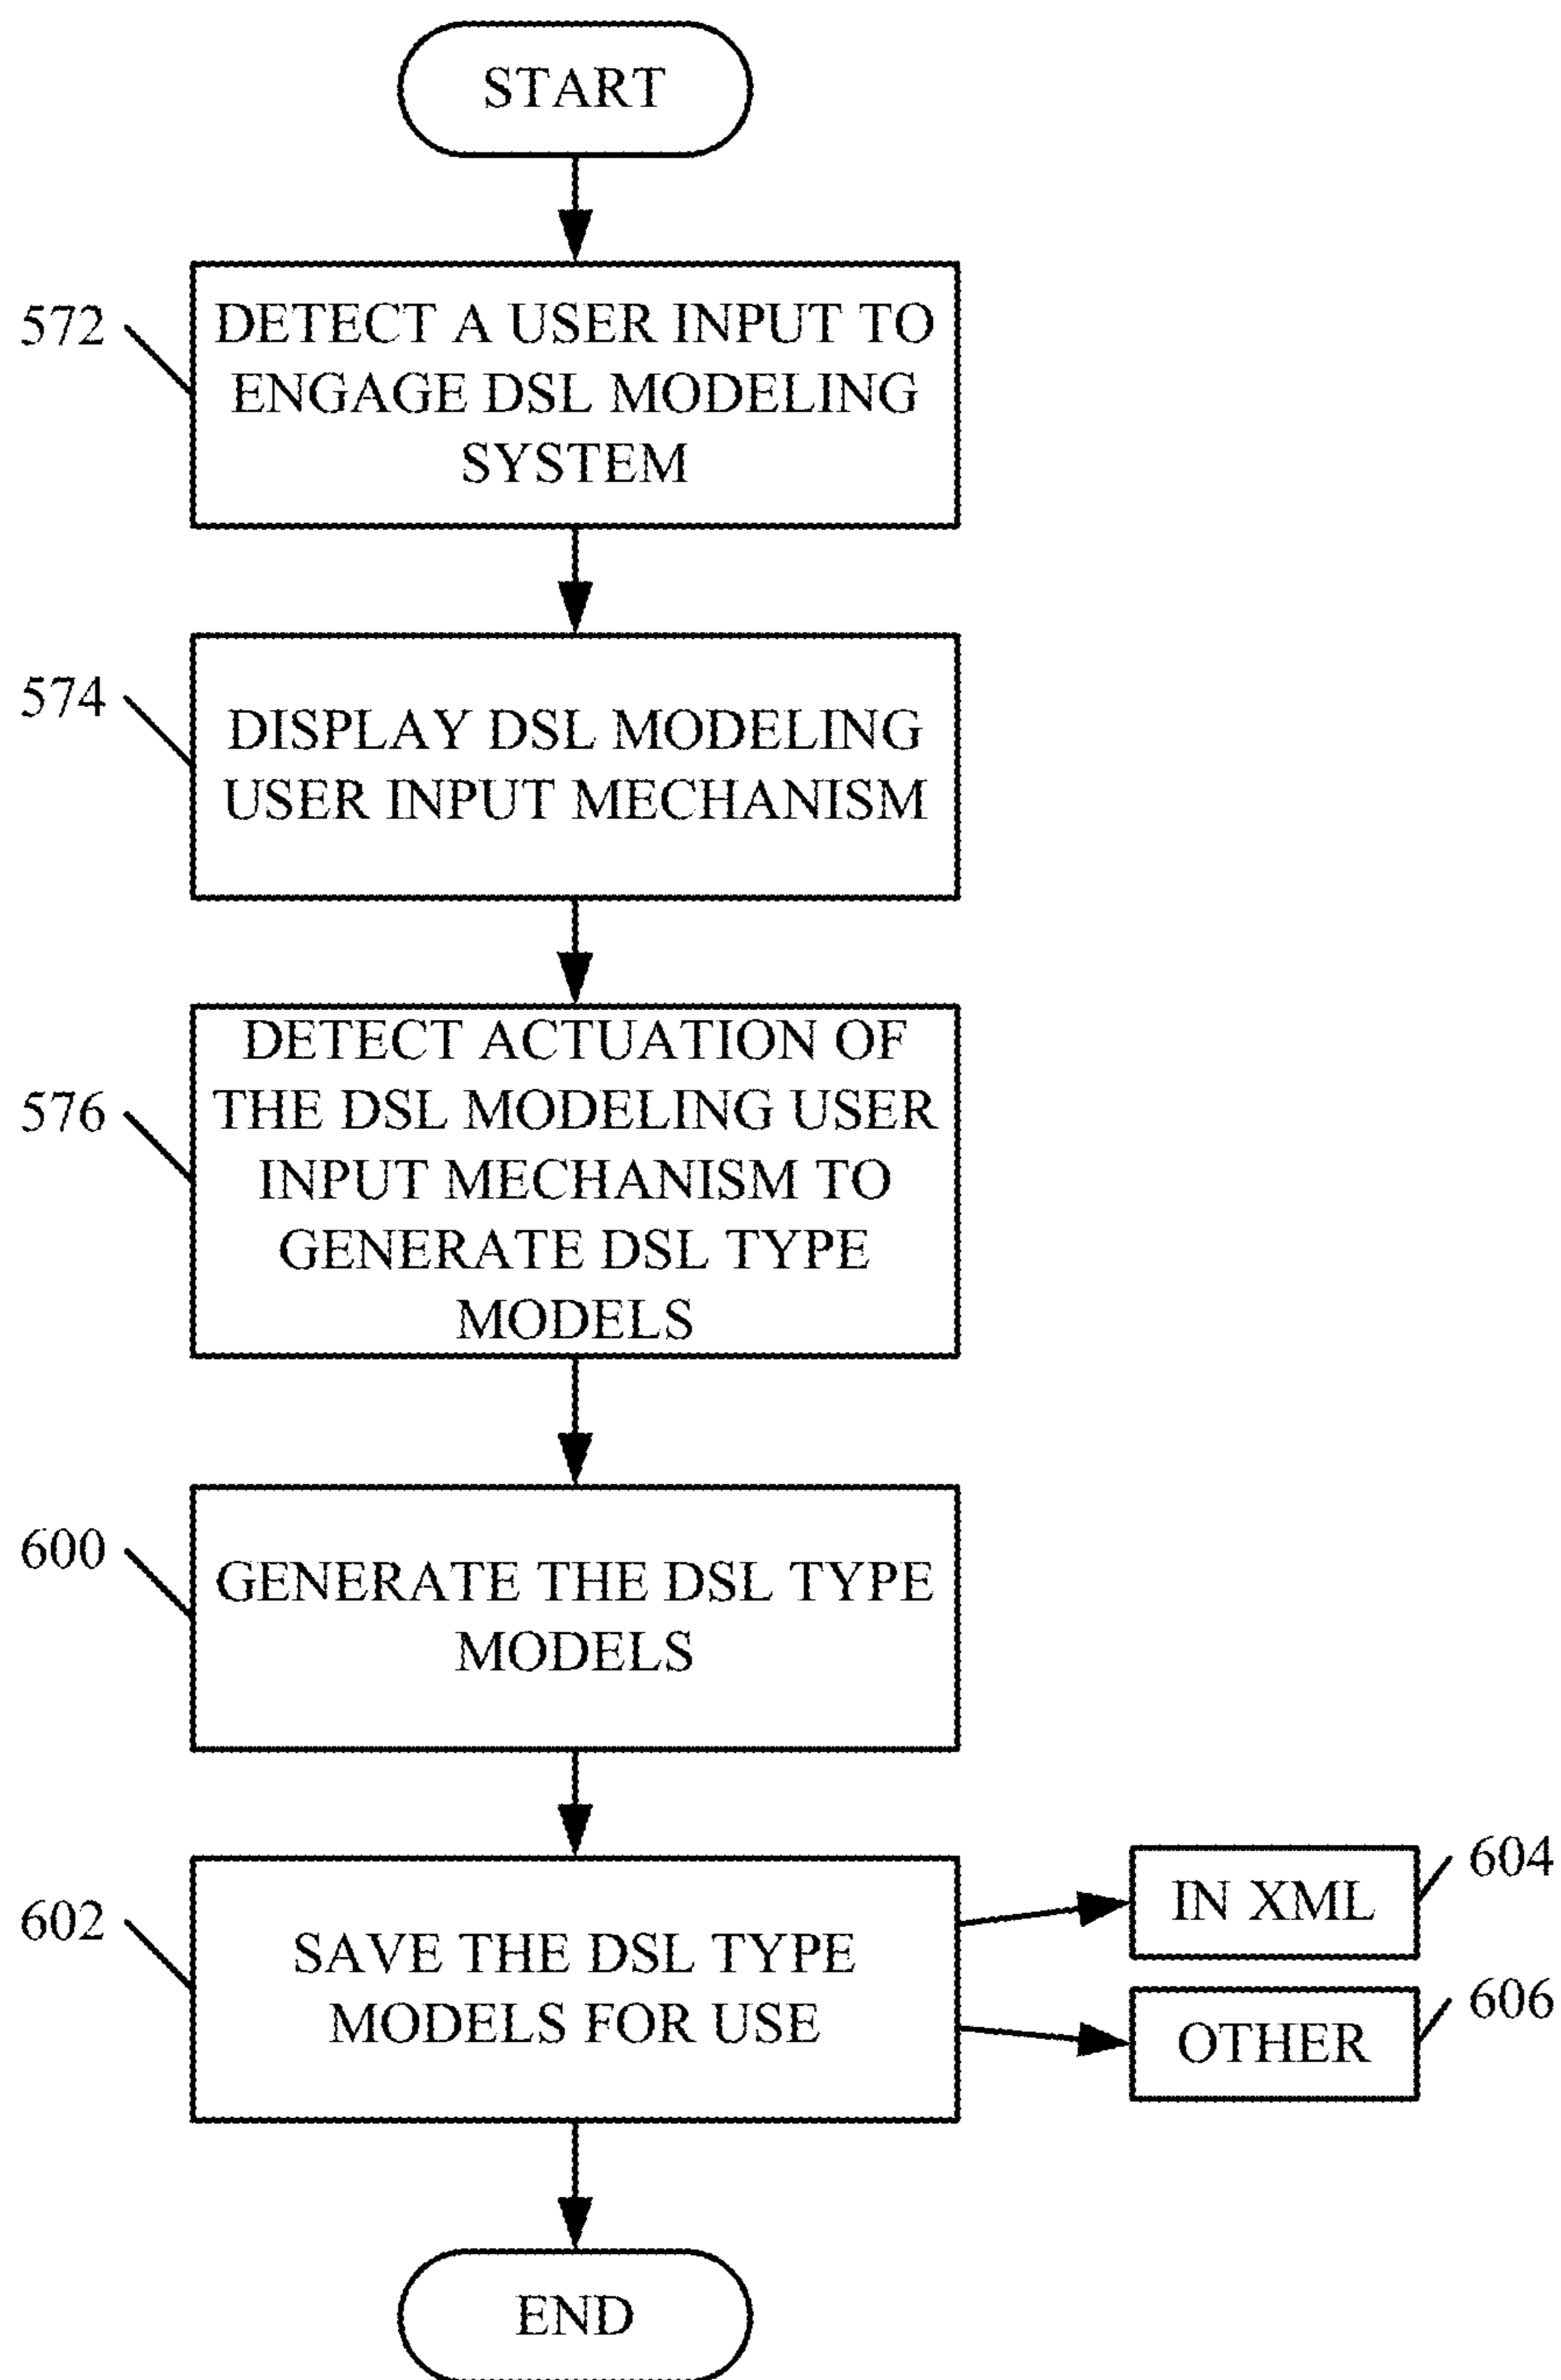 START
572
DETECT A USER INPUT TO
ENGAGE DSL MODELING
SYSTEM
574
DISPLAY DSL MODELING
USER INPUT MECHANISM
576
DETECT ACTUATION OF
THE DSL MODELING USER
INPUT MECHANISM TO
GENERATE DSL TYPE
MODELS
600
GENERATE THE DSL TYPE
MODELS
602
SAVE THE DSL TYPE
MODELS FOR USE
IN XML
604
OTHER
606
END